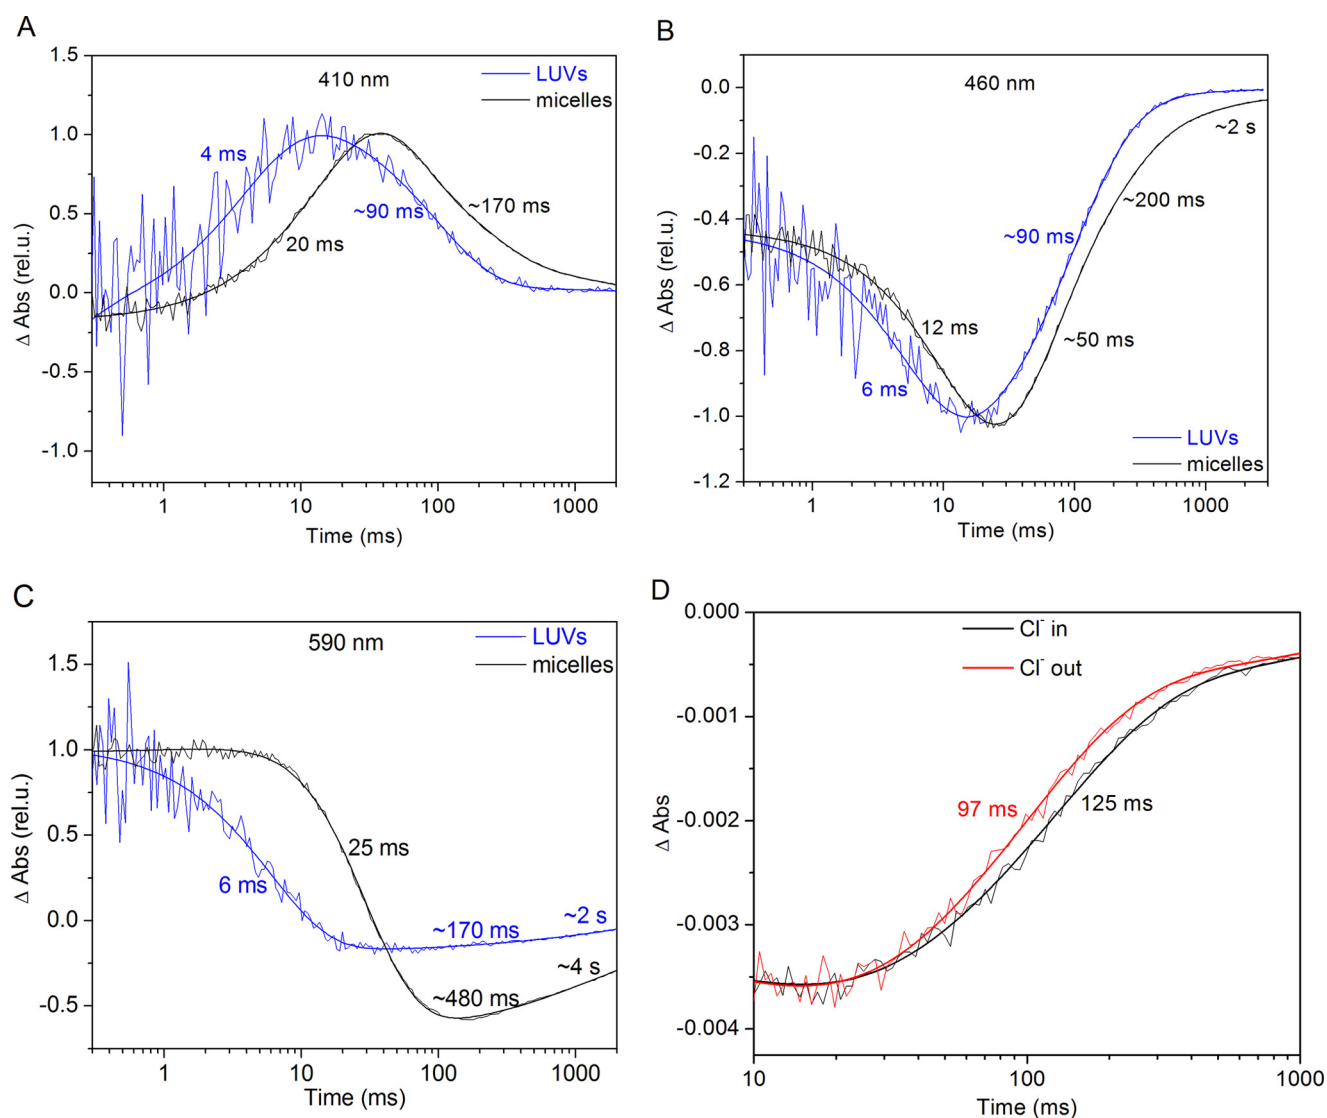 A
1.5
1.0
0.5
0.0
-0.5
-1.0
Δ Abs (rel.u.)
410 nm
LUVs
micelles
4 ms
~90 ms
~170 ms
20 ms
1 10 100 1000
Time (ms)
B
0.0
-0.2
-0.4
-0.6
-0.8
-1.0
-1.2
Δ Abs (rel.u.)
460 nm
~2 s
~200 ms
~90 ms
~50 ms
12 ms
6 ms
LUVs
micelles
1 10 100 1000
Time (ms)
C
1.5
1.0
0.5
0.0
-0.5
Δ Abs (rel.u.)
590 nm
LUVs
micelles
25 ms
6 ms
~170 ms
~2 s
~4 s
~480 ms
1 10 100 1000
Time (ms)
D
0.000
-0.001
-0.002
-0.003
-0.004
Δ Abs
Cl⁻ in
Cl⁻ out
97 ms
125 ms
10 100 1000
Time (ms)